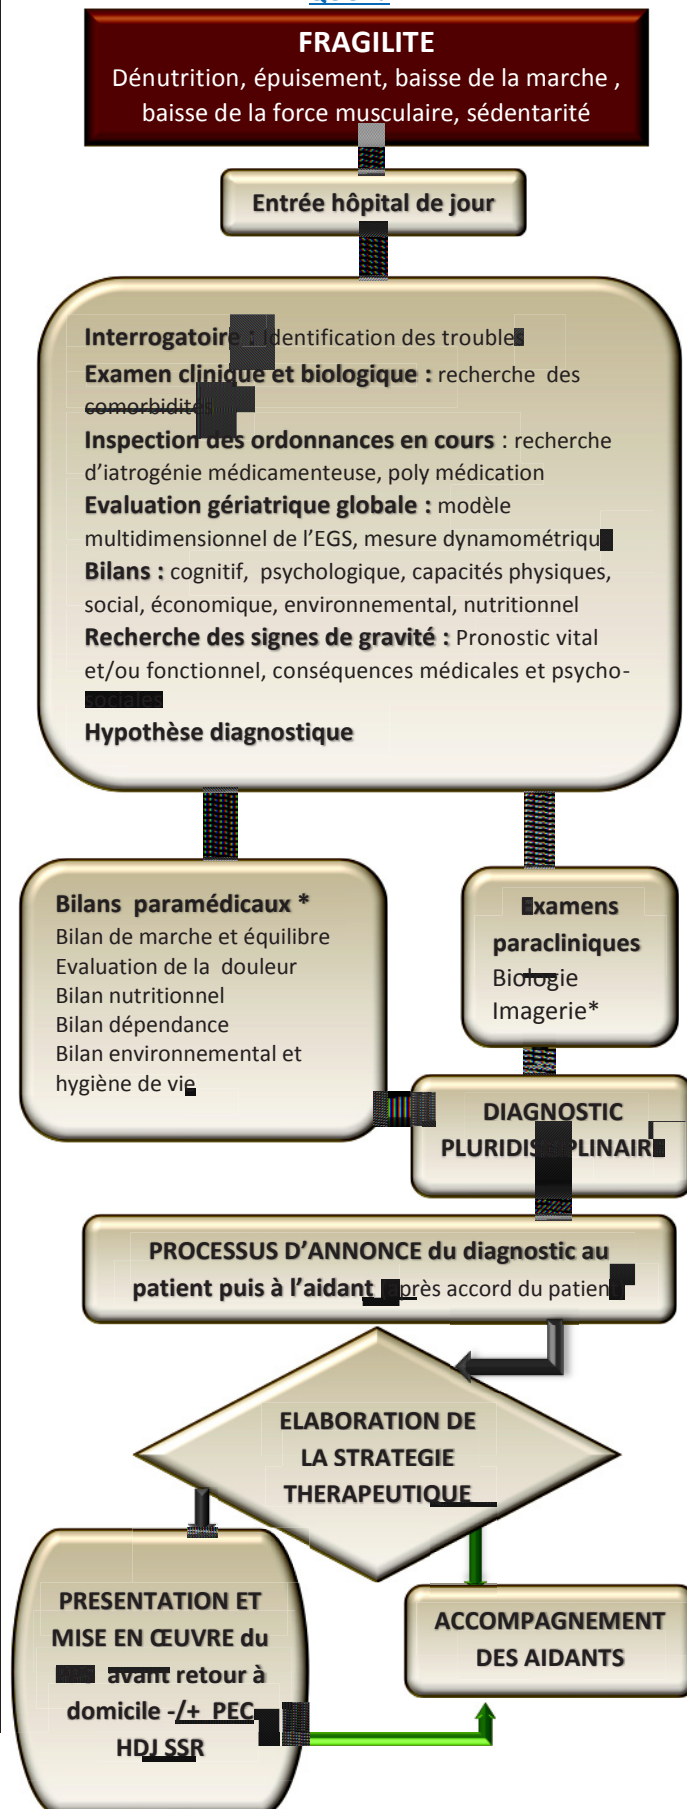 FRAGILITE
Dénutrition, épuisement, baisse de la marche ,
baisse de la force musculaire, sédentarité
Entrée hôpital de jour
Interrogatoire : Identification des troubles
Examen clinique et biologique : recherche des
comorbidités
Inspection des ordonnances en cours : recherche
d'iatrogénie médicamenteuse, poly médication
Evaluation gériatrique globale : modèle
multidimensionnel de l'EGS, mesure dynamométrique
Bilans : cognitif, psychologique, capacités physiques,
social, économique, environnemental, nutritionnel
Recherche des signes de gravité : Pronostic vital
et/ou fonctionnel, conséquences médicales et psycho-
sociales
Hypothèse diagnostique
Bilans paramédicaux *
Bilan de marche et équilibre
Evaluation de la douleur
Bilan nutritionnel
Bilan dépendance
Bilan environnemental et
hygiène de vie
Examens
paracliniques
Biologie
Imagerie*
DIAGNOSTIC
PLURIDISCIPLINAIRE
PROCESSUS D'ANNONCE du diagnostic au
patient puis à l'aidant (après accord du patient)
ELABORATION DE
LA STRATEGIE
THERAPEUTIQUE
PRESENTATION ET
MISE EN ŒUVRE du
avant retour à
domicile -/+ PEC
HDJ SSR
ACCOMPAGNEMENT
DES AIDANTS